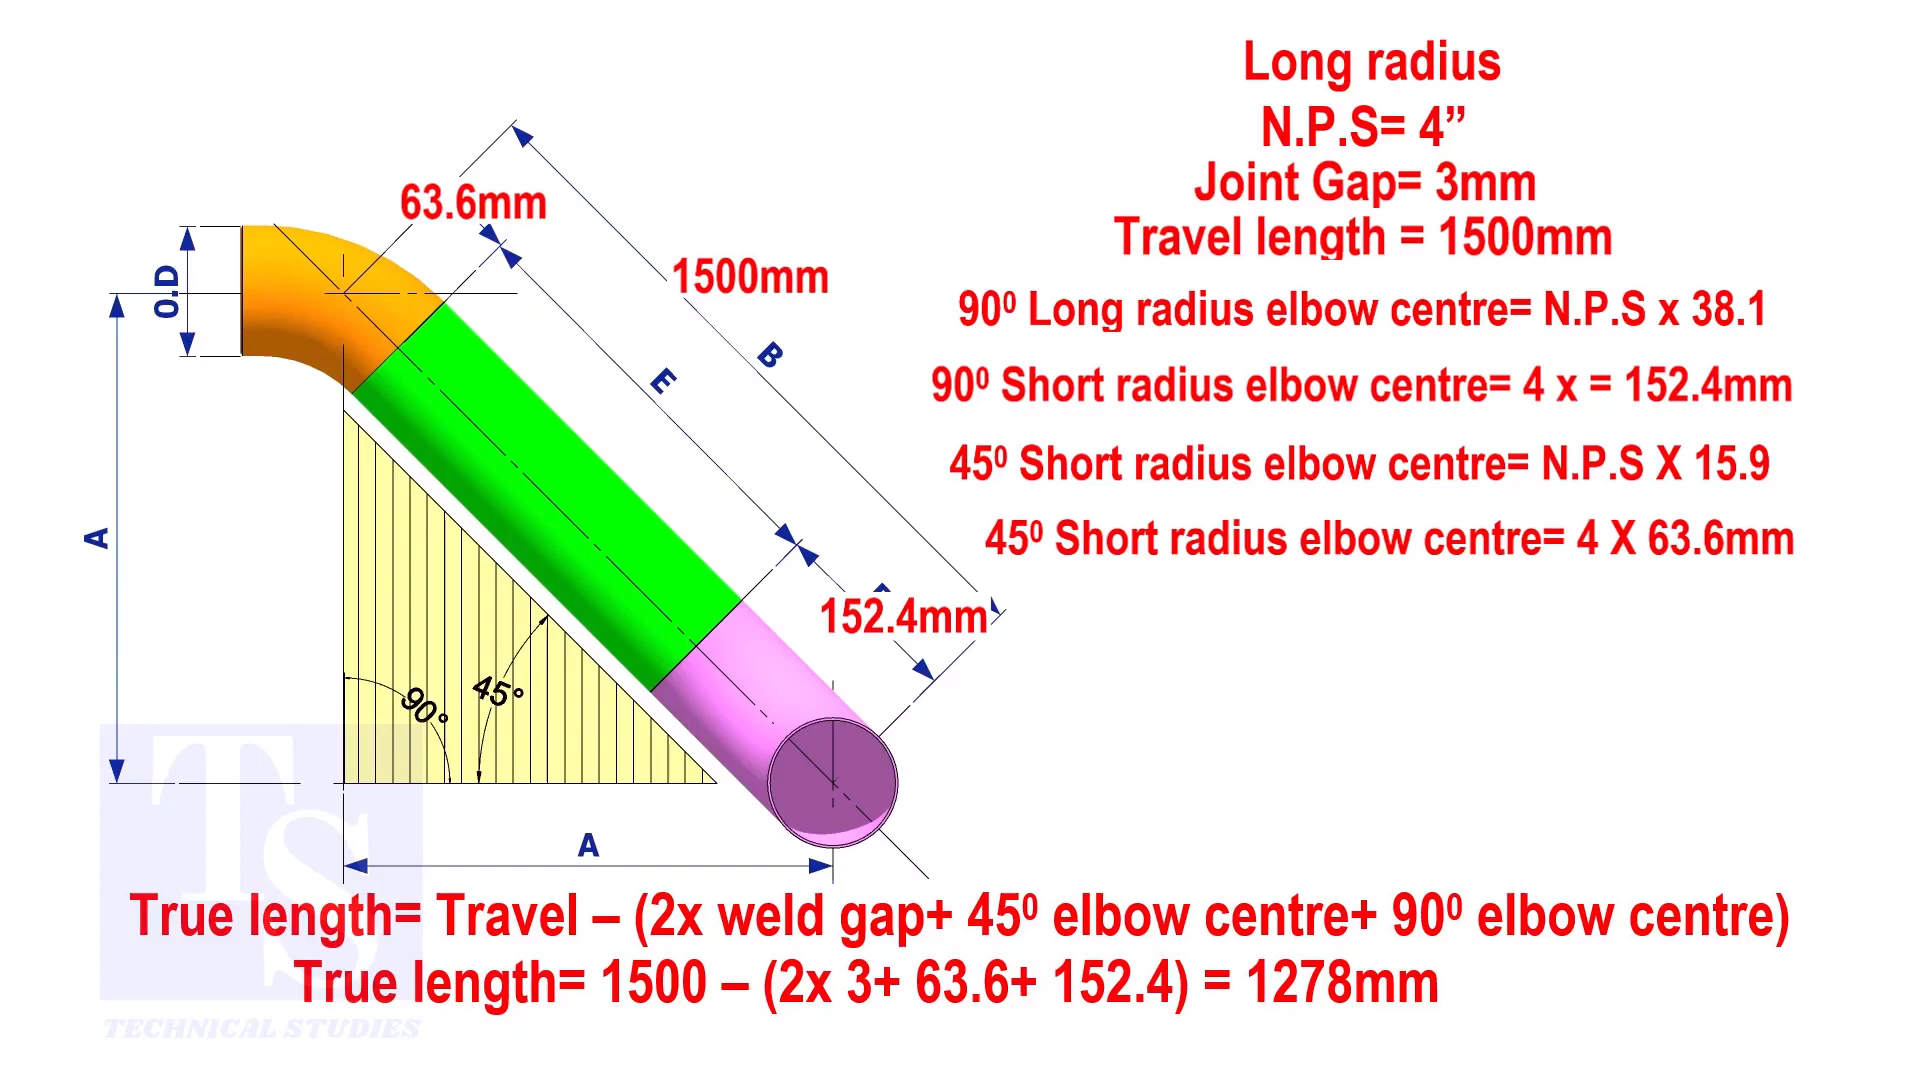 Long radius
N.P.S= 4”
Joint Gap= 3mm
Travel length = 1500mm
90⁰ Long radius elbow centre= N.P.S x 38.1
90⁰ Short radius elbow centre= 4 x = 152.4mm
45⁰ Short radius elbow centre= N.P.S X 15.9
45⁰ Short radius elbow centre= 4 X 63.6mm
63.6mm
1500mm
O.D
B
E
152.4mm
A
90°
45°
A
True length= Travel – (2x weld gap+ 45⁰ elbow centre+ 90⁰ elbow centre)
True length= 1500 – (2x 3+ 63.6+ 152.4) = 1278mm
TS
TECHNICAL STUDIES